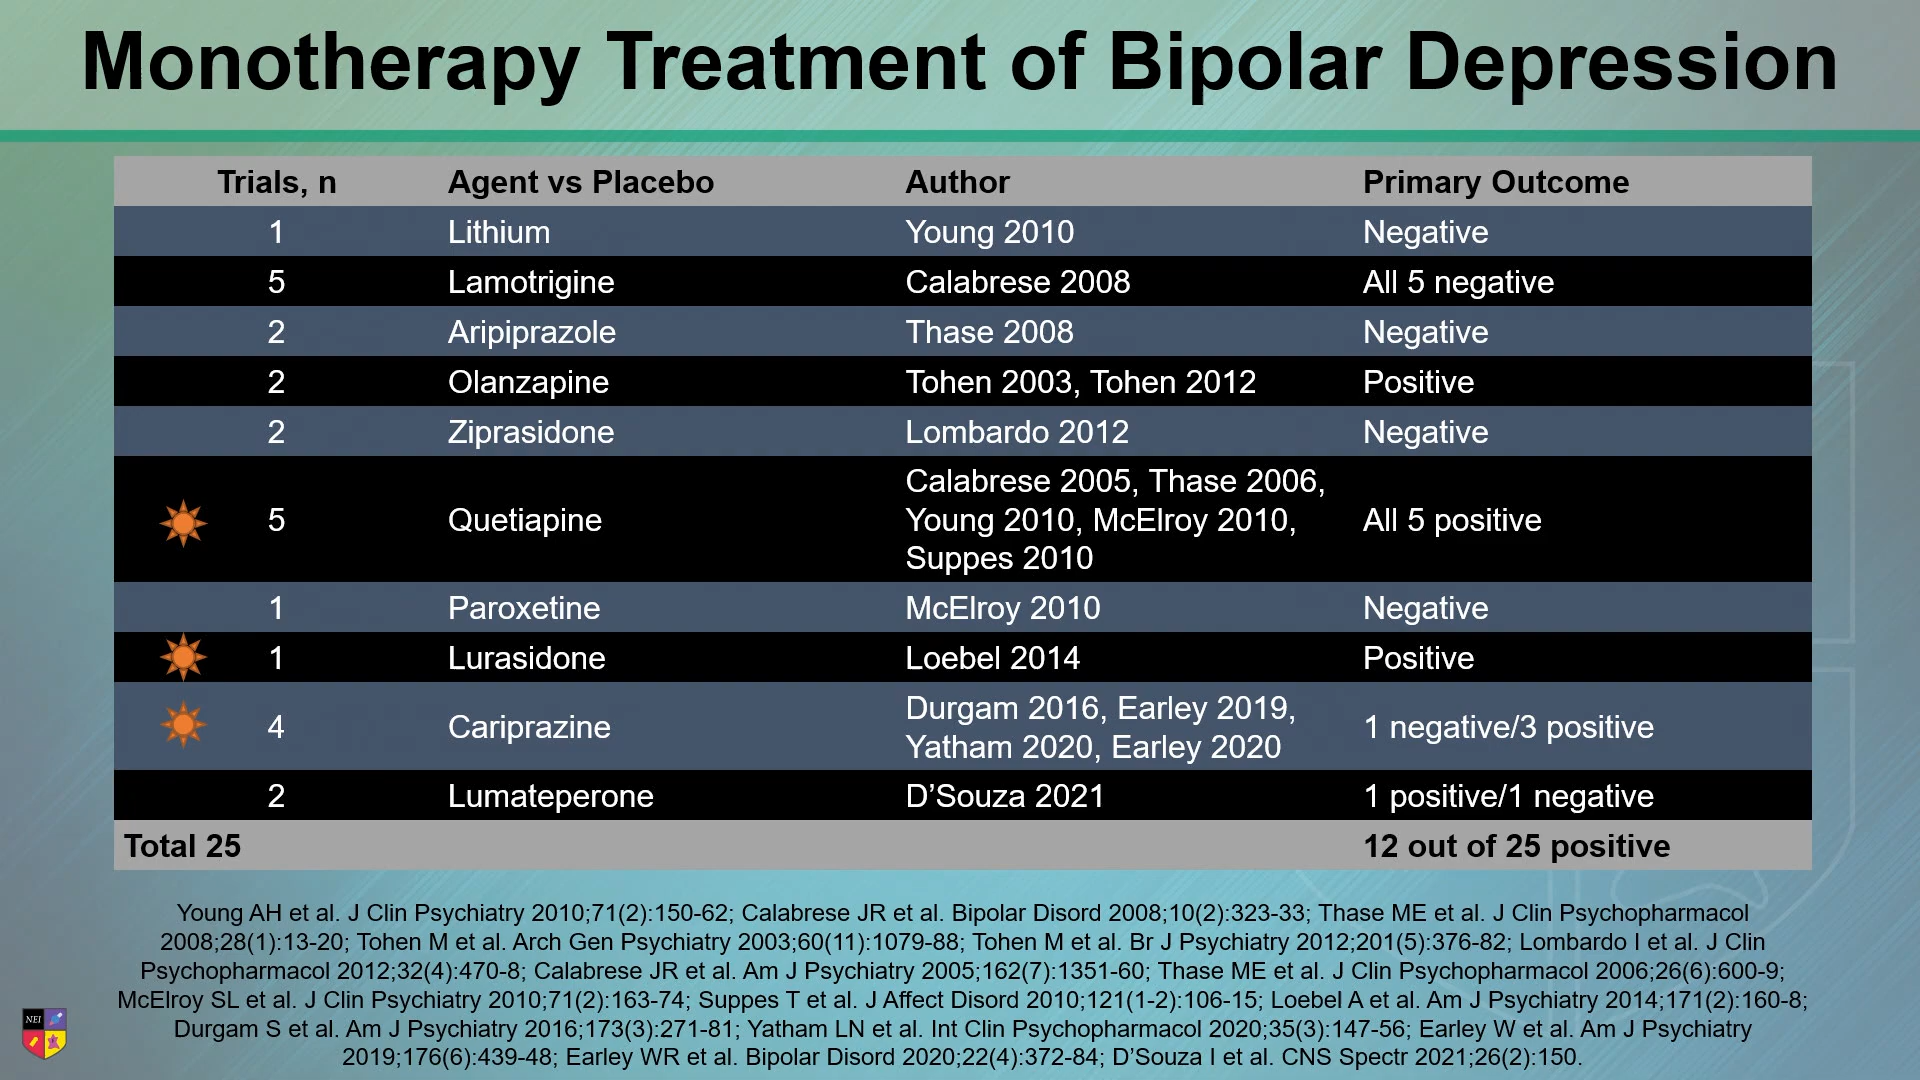 Monotherapy Treatment of Bipolar Depression
Trials, n Agent vs Placebo Author Primary Outcome
1 Lithium Young 2010 Negative
5 Lamotrigine Calabrese 2008 All 5 negative
2 Aripiprazole Thase 2008 Negative
2 Olanzapine Tohen 2003, Tohen 2012 Positive
2 Ziprasidone Lombardo 2012 Negative
5 Quetiapine Calabrese 2005, Thase 2006,
Young 2010, McElroy 2010,
Suppes 2010 All 5 positive
1 Paroxetine McElroy 2010 Negative
1 Lurasidone Loebel 2014 Positive
4 Cariprazine Durgam 2016, Earley 2019,
Yatham 2020, Earley 2020 1 negative/3 positive
2 Lumateperone D’Souza 2021 1 positive/1 negative
Total 25 12 out of 25 positive
Young AH et al. J Clin Psychiatry 2010;71(2):150-62; Calabrese JR et al. Bipolar Disord 2008;10(2):323-33; Thase ME et al. J Clin Psychopharmacol
2008;28(1):13-20; Tohen M et al. Arch Gen Psychiatry 2003;60(11):1079-88; Tohen M et al. Br J Psychiatry 2012;201(5):376-82; Lombardo I et al. J Clin
Psychopharmacol 2012;32(4):470-8; Calabrese JR et al. Am J Psychiatry 2005;162(7):1351-60; Thase ME et al. J Clin Psychopharmacol 2006;26(6):600-9;
McElroy SL et al. J Clin Psychiatry 2010;71(2):163-74; Suppes T et al. J Affect Disord 2010;121(1-2):106-15; Loebel A et al. Am J Psychiatry 2014;171(2):160-8;
Durgam S et al. Am J Psychiatry 2016;173(3):271-81; Yatham LN et al. Int Clin Psychopharmacol 2020;35(3):147-56; Earley W et al. Am J Psychiatry
2019;176(6):439-48; Earley WR et al. Bipolar Disord 2020;22(4):372-84; D’Souza I et al. CNS Spectr 2021;26(2):150.
NEI